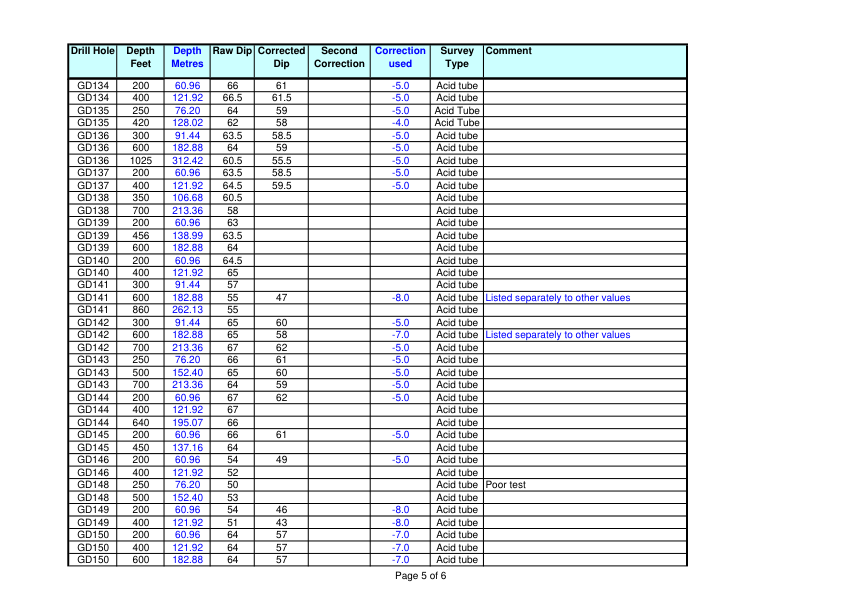 Drill Hole Depth Feet Depth Metres Raw Dip Corrected Dip Second Correction Correction used Survey Type Comment
GD134 200 60.96 66 61 -5.0 Acid tube
GD134 400 121.92 66.5 61.5 -5.0 Acid tube
GD135 250 76.20 64 59 -5.0 Acid Tube
GD135 420 128.02 62 58 -4.0 Acid Tube
GD136 300 91.44 63.5 58.5 -5.0 Acid tube
GD136 600 182.88 64 59 -5.0 Acid tube
GD136 1025 312.42 60.5 55.5 -5.0 Acid tube
GD137 200 60.96 63.5 58.5 -5.0 Acid tube
GD137 400 121.92 64.5 59.5 -5.0 Acid tube
GD138 350 106.68 60.5 Acid tube
GD138 700 213.36 58 Acid tube
GD139 200 60.96 63 Acid tube
GD139 456 138.99 63.5 Acid tube
GD139 600 182.88 64 Acid tube
GD140 200 60.96 64.5 Acid tube
GD140 400 121.92 65 Acid tube
GD141 300 91.44 57 Acid tube
GD141 600 182.88 55 47 -8.0 Acid tube Listed separately to other values
GD141 860 262.13 55 Acid tube
GD142 300 91.44 65 60 -5.0 Acid tube
GD142 600 182.88 65 58 -7.0 Acid tube Listed separately to other values
GD142 700 213.36 67 62 -5.0 Acid tube
GD143 250 76.20 66 61 -5.0 Acid tube
GD143 500 152.40 65 60 -5.0 Acid tube
GD143 700 213.36 64 59 -5.0 Acid tube
GD144 200 60.96 67 62 -5.0 Acid tube
GD144 400 121.92 67 Acid tube
GD144 640 195.07 66 Acid tube
GD145 200 60.96 66 61 -5.0 Acid tube
GD145 450 137.16 64 Acid tube
GD146 200 60.96 54 49 -5.0 Acid tube
GD146 400 121.92 52 Acid tube
GD148 250 76.20 50 Acid tube Poor test
GD148 500 152.40 53 Acid tube
GD149 200 60.96 54 46 -8.0 Acid tube
GD149 400 121.92 51 43 -8.0 Acid tube
GD150 200 60.96 64 57 -7.0 Acid tube
GD150 400 121.92 64 57 -7.0 Acid tube
GD150 600 182.88 64 57 -7.0 Acid tube
Page 5 of 6